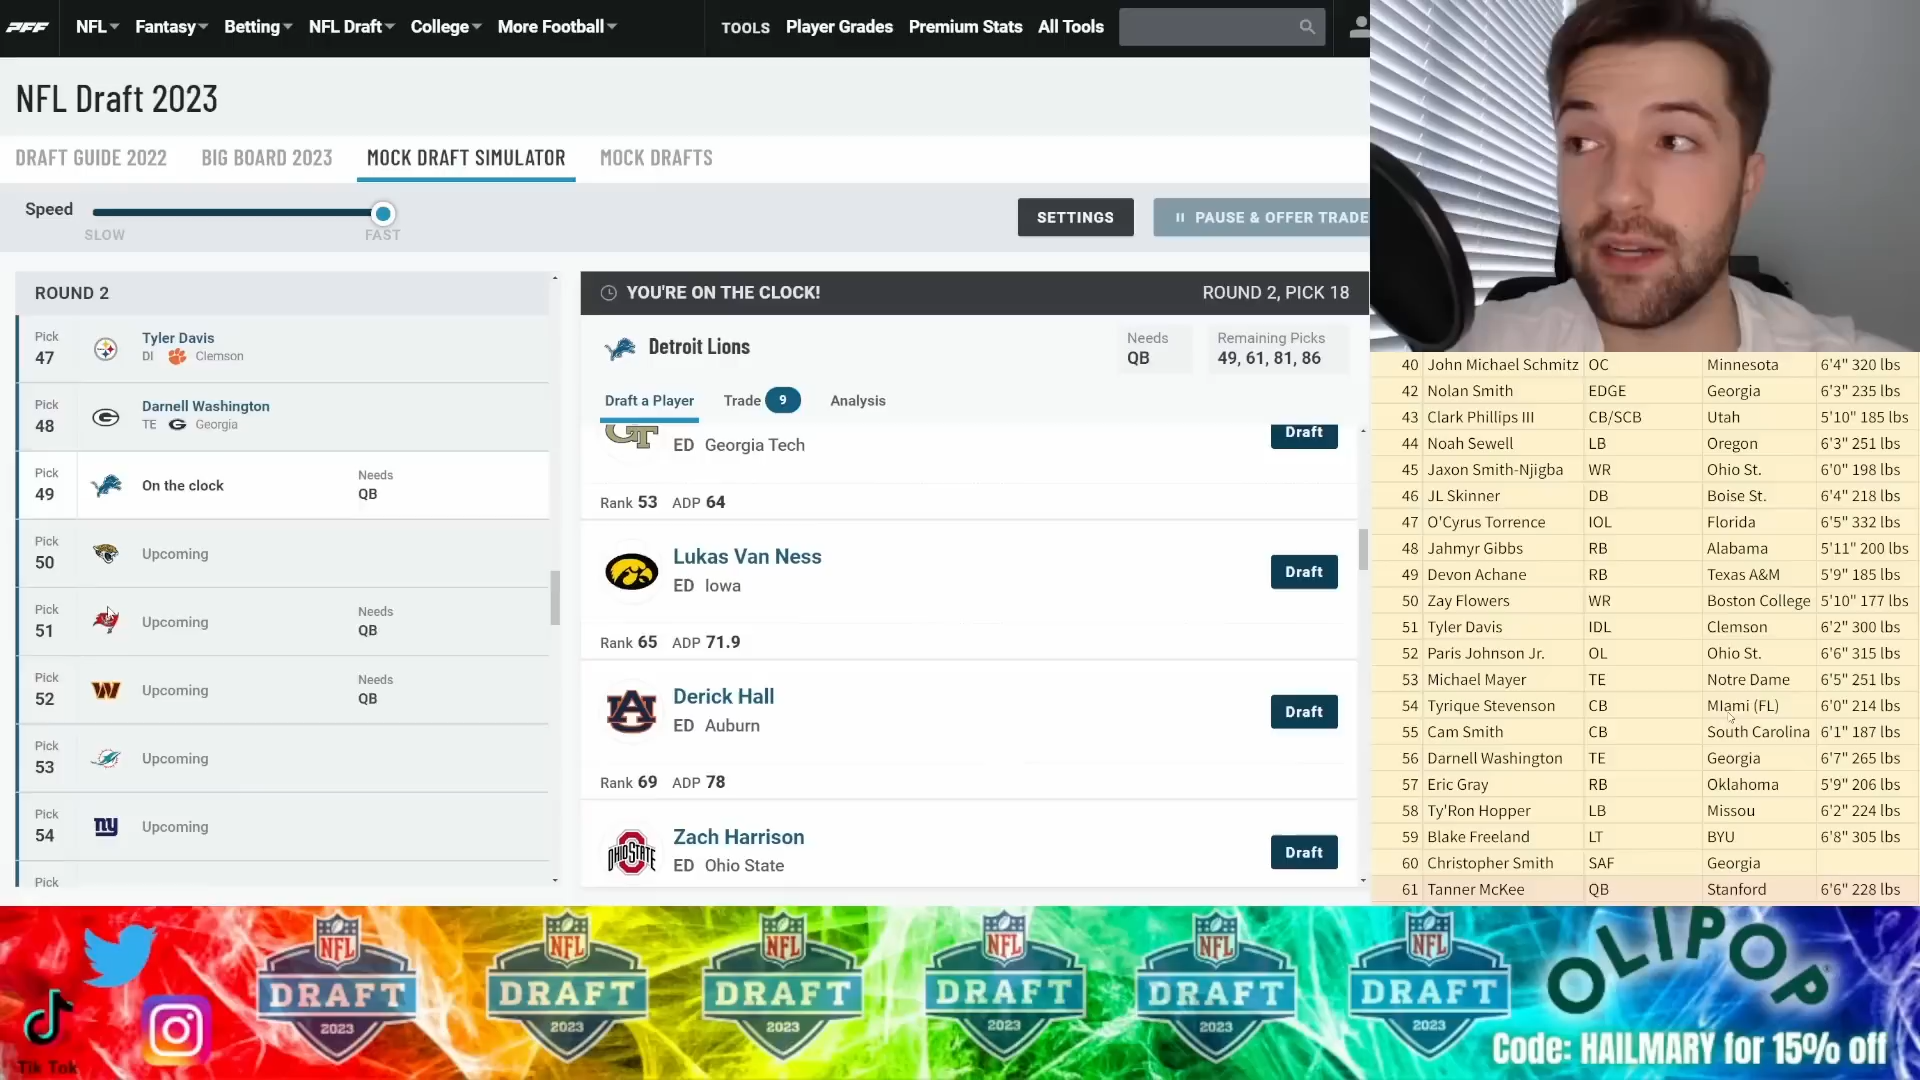 PFF NFL Fantasy Betting NFL Draft College More Football TOOLS Player Grades Premium Stats All Tools
NFL Draft 2023
DRAFT GUIDE 2022 BIG BOARD 2023 MOCK DRAFT SIMULATOR MOCK DRAFTS
Speed
SLOW FAST
SETTINGS PAUSE & OFFER TRADE
ROUND 2
Pick 47 Tyler Davis
DI Clemson
Pick 48 Darnell Washington
TE G Georgia
Pick 49 On the clock Needs QB
Pick 50 Upcoming
Pick 51 Upcoming Needs QB
Pick 52 W Upcoming Needs QB
Pick 53 Upcoming
Pick 54 ny Upcoming
Pick
YOU'RE ON THE CLOCK! ROUND 2, PICK 18
Detroit Lions Needs QB Remaining Picks 49, 61, 81, 86
Draft a Player Trade 9 Analysis
GT ED Georgia Tech Draft
Rank 53 ADP 64
Lukas Van Ness
ED Iowa Draft
Rank 65 ADP 71.9
Derick Hall
ED Auburn Draft
Rank 69 ADP 78
Zach Harrison
OHIO STATE ED Ohio State Draft
40 John Michael Schmitz OC Minnesota 6'4" 320 lbs
42 Nolan Smith EDGE Georgia 6'3" 235 lbs
43 Clark Phillips III CB/SCB Utah 5'10" 185 lbs
44 Noah Sewell LB Oregon 6'3" 251 lbs
45 Jaxon Smith-Njigba WR Ohio St. 6'0" 198 lbs
46 JL Skinner DB Boise St. 6'4" 218 lbs
47 O'Cyrus Torrence IOL Florida 6'5" 332 lbs
48 Jahmyr Gibbs RB Alabama 5'11" 200 lbs
49 Devon Achane RB Texas A&M 5'9" 185 lbs
50 Zay Flowers WR Boston College 5'10" 177 lbs
51 Tyler Davis IDL Clemson 6'2" 300 lbs
52 Paris Johnson Jr. OL Ohio St. 6'6" 315 lbs
53 Michael Mayer TE Notre Dame 6'5" 251 lbs
54 Tyrique Stevenson CB MIami (FL) 6'0" 214 lbs
55 Cam Smith CB South Carolina 6'1" 187 lbs
56 Darnell Washington TE Georgia 6'7" 265 lbs
57 Eric Gray RB Oklahoma 5'9" 206 lbs
58 Ty'Ron Hopper LB Missou 6'2" 224 lbs
59 Blake Freeland LT BYU 6'8" 305 lbs
60 Christopher Smith SAF Georgia
61 Tanner McKee QB Stanford 6'6" 228 lbs
Tik Tok
NFL DRAFT 2023
NFL DRAFT 2023
NFL DRAFT 2023
NFL DRAFT 2023
NFL DRAFT 2023
NFL DRAFT 2023
OLIPOP
Code: HAILMARY for 15% off